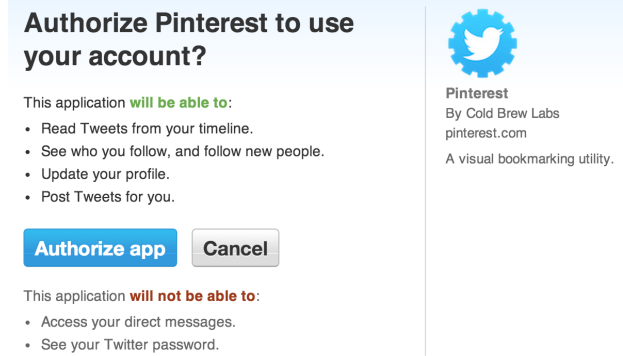 Authorize Pinterest to use
your account?
This application will be able to:
• Read Tweets from your timeline.
• See who you follow, and follow new people.
• Update your profile.
• Post Tweets for you.
Authorize app
Cancel
This application will not be able to:
• Access your direct messages.
• See your Twitter password.
Pinterest
By Cold Brew Labs
pinterest.com
A visual bookmarking utility.